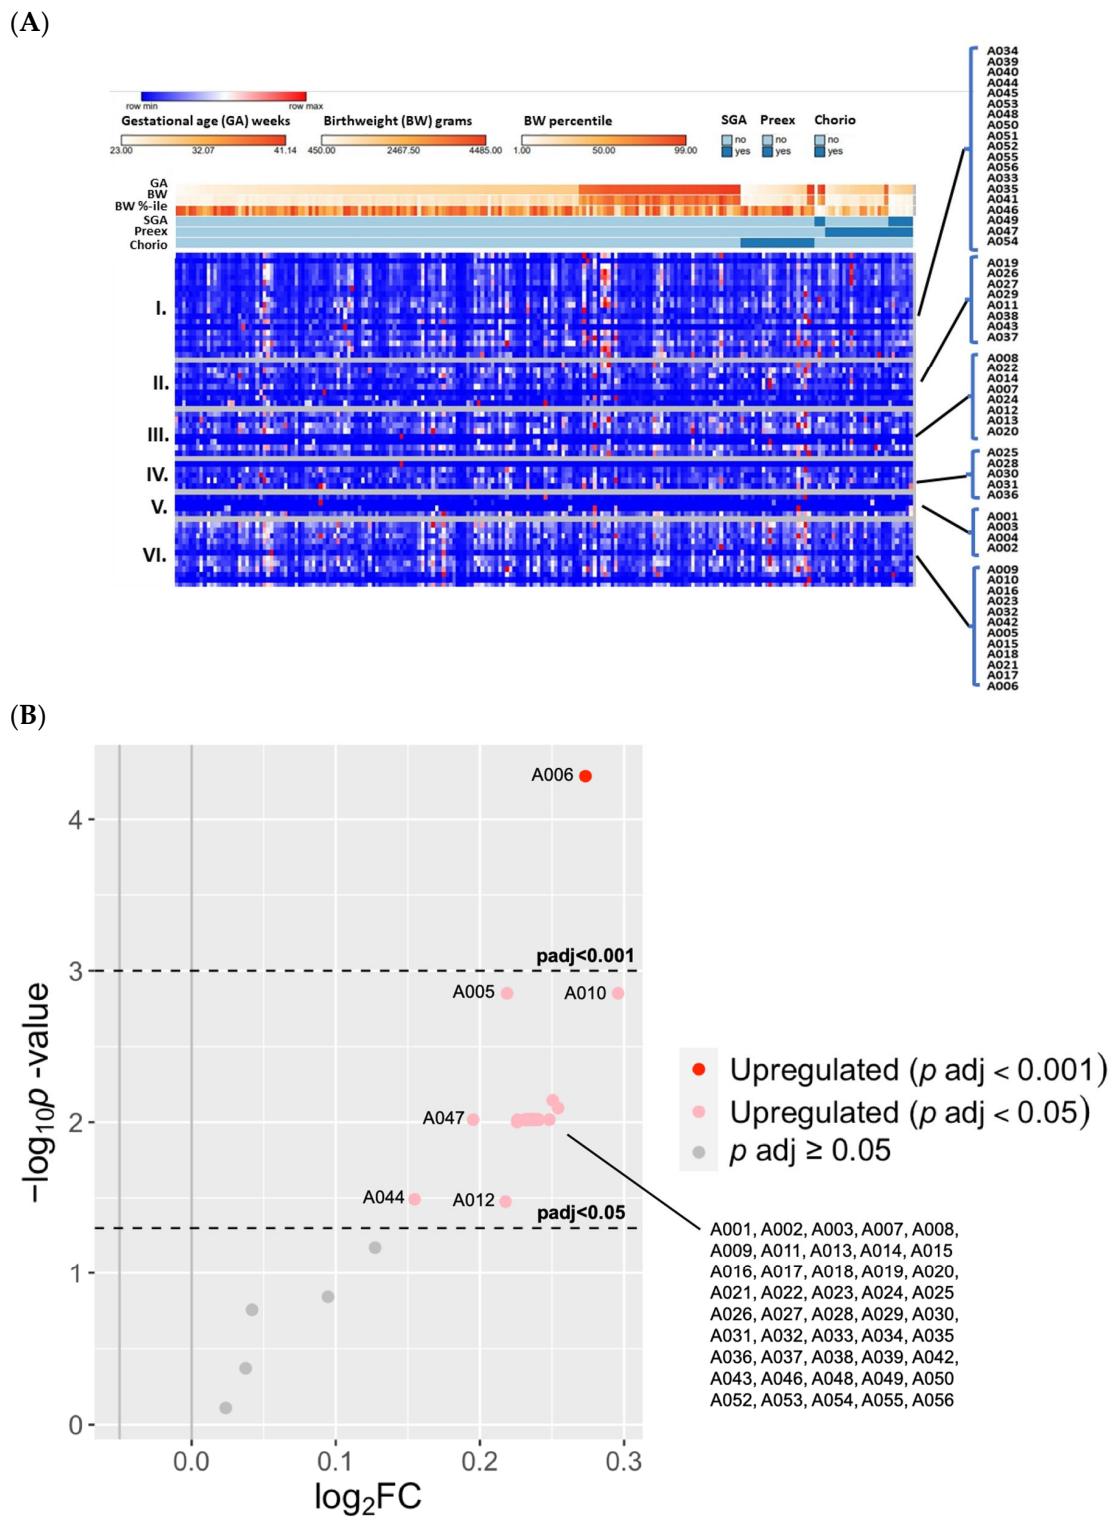 (A)
row min
row max
Gestational age (GA) weeks
Birthweight (BW) grams
BW percentile
SGA
Preex
Chorio
23.00
32.07
41.14
450.00
2467.50
4485.00
1.00
50.00
99.00
no
yes
no
yes
no
yes
GA
BW
BW %-ile
SGA
Preex
Chorio
I.
II.
III.
IV.
V.
VI.
A034
A039
A040
A044
A045
A053
A048
A050
A051
A052
A055
A056
A033
A035
A041
A046
A049
A047
A054
A019
A026
A027
A029
A011
A038
A043
A037
A008
A022
A014
A007
A024
A012
A013
A020
A025
A028
A030
A031
A036
A001
A003
A004
A002
A009
A010
A016
A023
A032
A042
A005
A015
A018
A021
A017
A006
(B)
−log10p -value
4
3
2
1
0
A006
padj<0.001
A005
A010
A047
A044
A012
padj<0.05
0.0
0.1
0.2
0.3
log2FC
Upregulated (p adj < 0.001)
Upregulated (p adj < 0.05)
p adj ≥ 0.05
A001, A002, A003, A007, A008,
A009, A011, A013, A014, A015
A016, A017, A018, A019, A020,
A021, A022, A023, A024, A025
A026, A027, A028, A029, A030,
A031, A032, A033, A034, A035
A036, A037, A038, A039, A042,
A043, A046, A048, A049, A050
A052, A053, A054, A055, A056